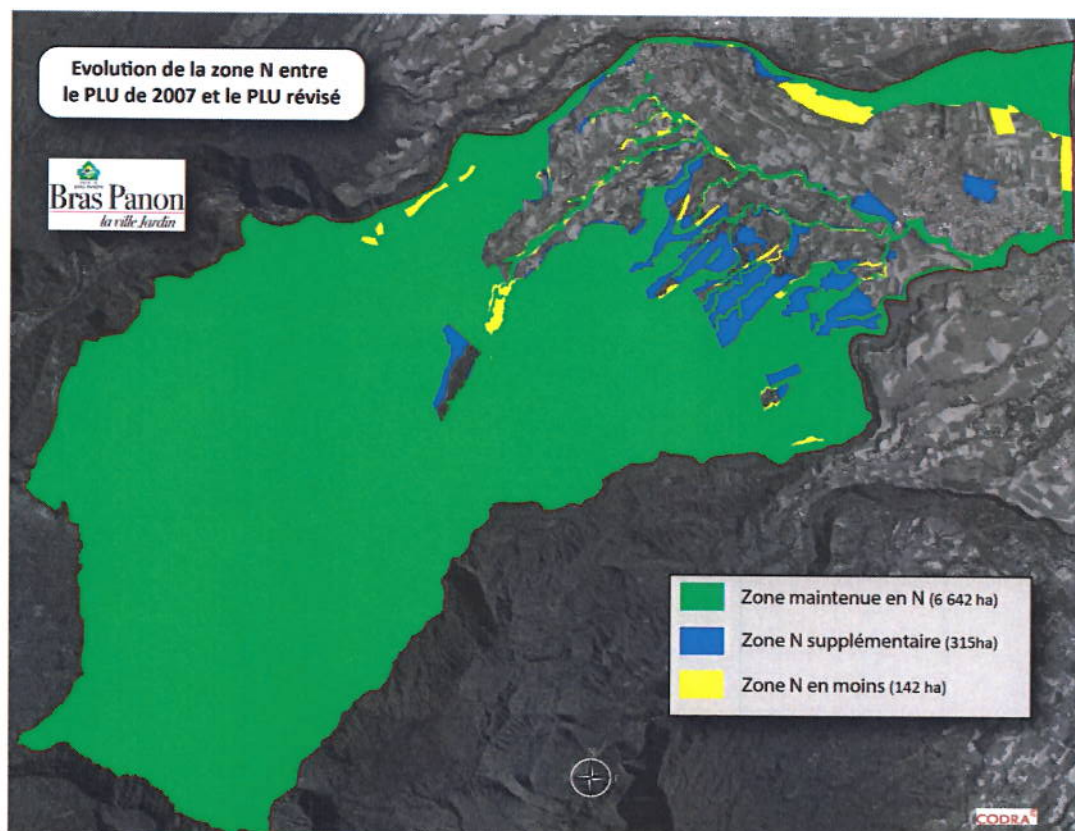 Evolution de la zone N entre
le PLU de 2007 et le PLU révisé
Bras Panon
la ville Jardin
Zone maintenue en N (6 642 ha)
Zone N supplémentaire (315ha)
Zone N en moins (142 ha)
CODRA